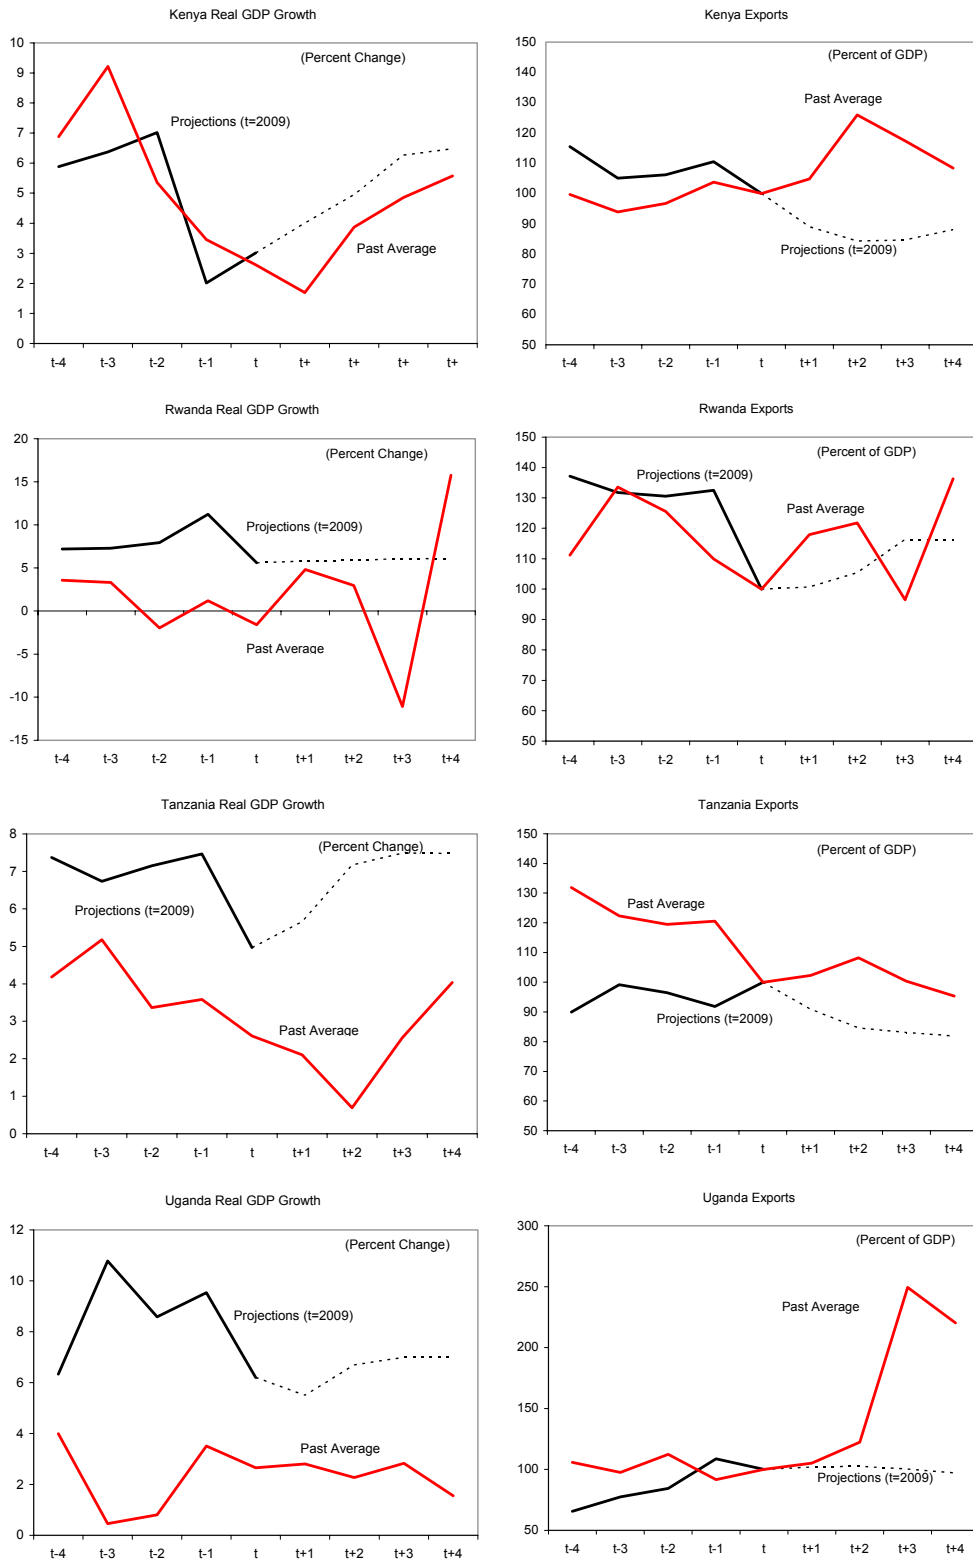 Kenya Real GDP Growth
(Percent Change)
10
9
8
7
6
5
4
3
2
1
0
Projections (t=2009)
Past Average
t-4 t-3 t-2 t-1 t t+ t+ t+ t+
Kenya Exports
(Percent of GDP)
150
140
130
120
110
100
90
80
70
60
50
Past Average
Projections (t=2009)
t-4 t-3 t-2 t-1 t t+1 t+2 t+3 t+4
Rwanda Real GDP Growth
(Percent Change)
20
15
10
5
0
-5
-10
-15
Projections (t=2009)
Past Average
t-4 t-3 t-2 t-1 t t+1 t+2 t+3 t+4
Rwanda Exports
(Percent of GDP)
150
140
130
120
110
100
90
80
70
60
50
Projections (t=2009)
Past Average
t-4 t-3 t-2 t-1 t t+1 t+2 t+3 t+4
Tanzania Real GDP Growth
(Percent Change)
8
7
6
5
4
3
2
1
0
Projections (t=2009)
Past Average
t-4 t-3 t-2 t-1 t t+1 t+2 t+3 t+4
Tanzania Exports
(Percent of GDP)
150
140
130
120
110
100
90
80
70
60
50
Past Average
Projections (t=2009)
t-4 t-3 t-2 t-1 t t+1 t+2 t+3 t+4
Uganda Real GDP Growth
(Percent Change)
12
10
8
6
4
2
0
Projections (t=2009)
Past Average
t-4 t-3 t-2 t-1 t t+1 t+2 t+3 t+4
Uganda Exports
(Percent of GDP)
300
250
200
150
100
50
Past Average
Projections (t=2009)
t-4 t-3 t-2 t-1 t t+1 t+2 t+3 t+4